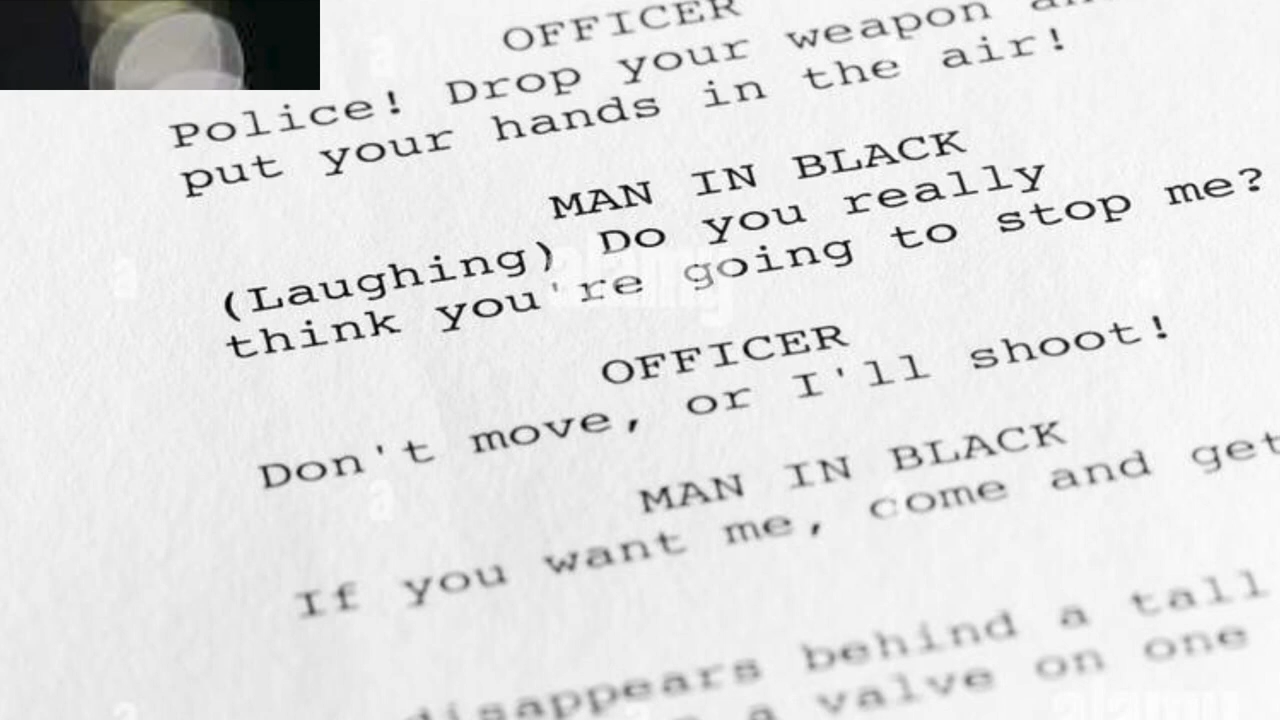 OFFICER
Police! Drop your weapon
put your hands in the air!
MAN IN BLACK
(Laughing) Do you really
think you're going to stop me?
OFFICER
Don't move, or I'll shoot!
MAN IN BLACK
If you want me, come and get
disappears behind a tall
a valve on one
alamy
alamy